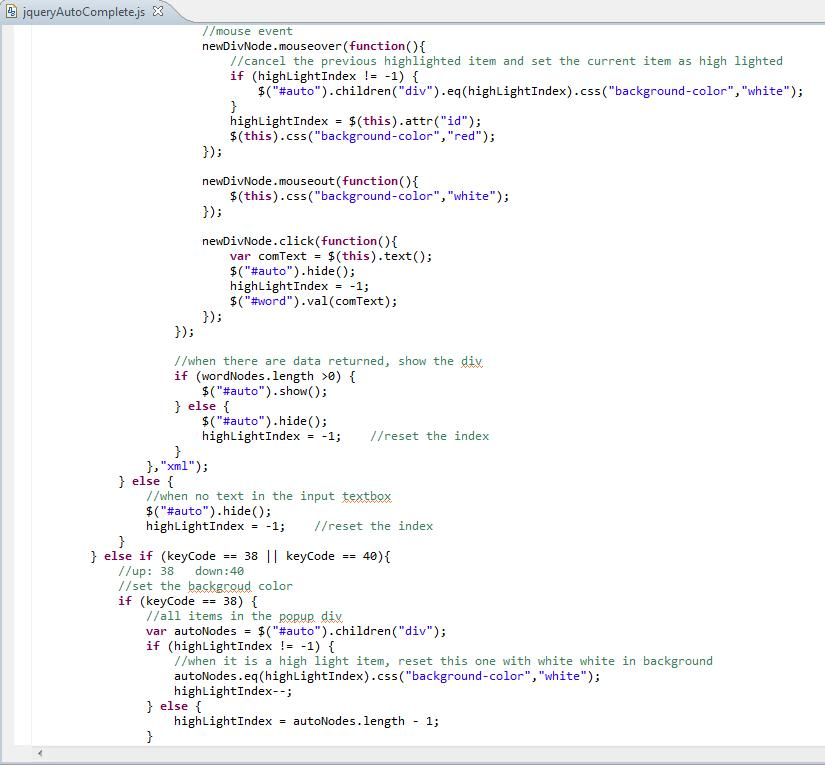 jqueryAutoComplete.js
//mouse event
newDivNode.mouseover(function(){
//cancel the previous highlighted item and set the current item as high lighted
if (highLightIndex != -1) {
$("#auto").children("div").eq(highLightIndex).css("background-color","white");
}
highLightIndex = $(this).attr("id");
$(this).css("background-color","red");
});
newDivNode.mouseout(function(){
$(this).css("background-color","white");
});
newDivNode.click(function(){
var comText = $(this).text();
$("#auto").hide();
highLightIndex = -1;
$("#word").val(comText);
});
});
//when there are data returned, show the div
if (wordNodes.length >0) {
$("#auto").show();
} else {
$("#auto").hide();
highLightIndex = -1;    //reset the index
}
},"xml");
} else {
//when no text in the input textbox
$("#auto").hide();
highLightIndex = -1;    //reset the index
}
} else if (keyCode == 38 || keyCode == 40){
//up: 38   down:40
//set the backgroud color
if (keyCode == 38) {
//all items in the popup div
var autoNodes = $("#auto").children("div");
if (highLightIndex != -1) {
//when it is a high light item, reset this one with white white in background
autoNodes.eq(highLightIndex).css("background-color","white");
highLightIndex--;
} else {
highLightIndex = autoNodes.length - 1;
}